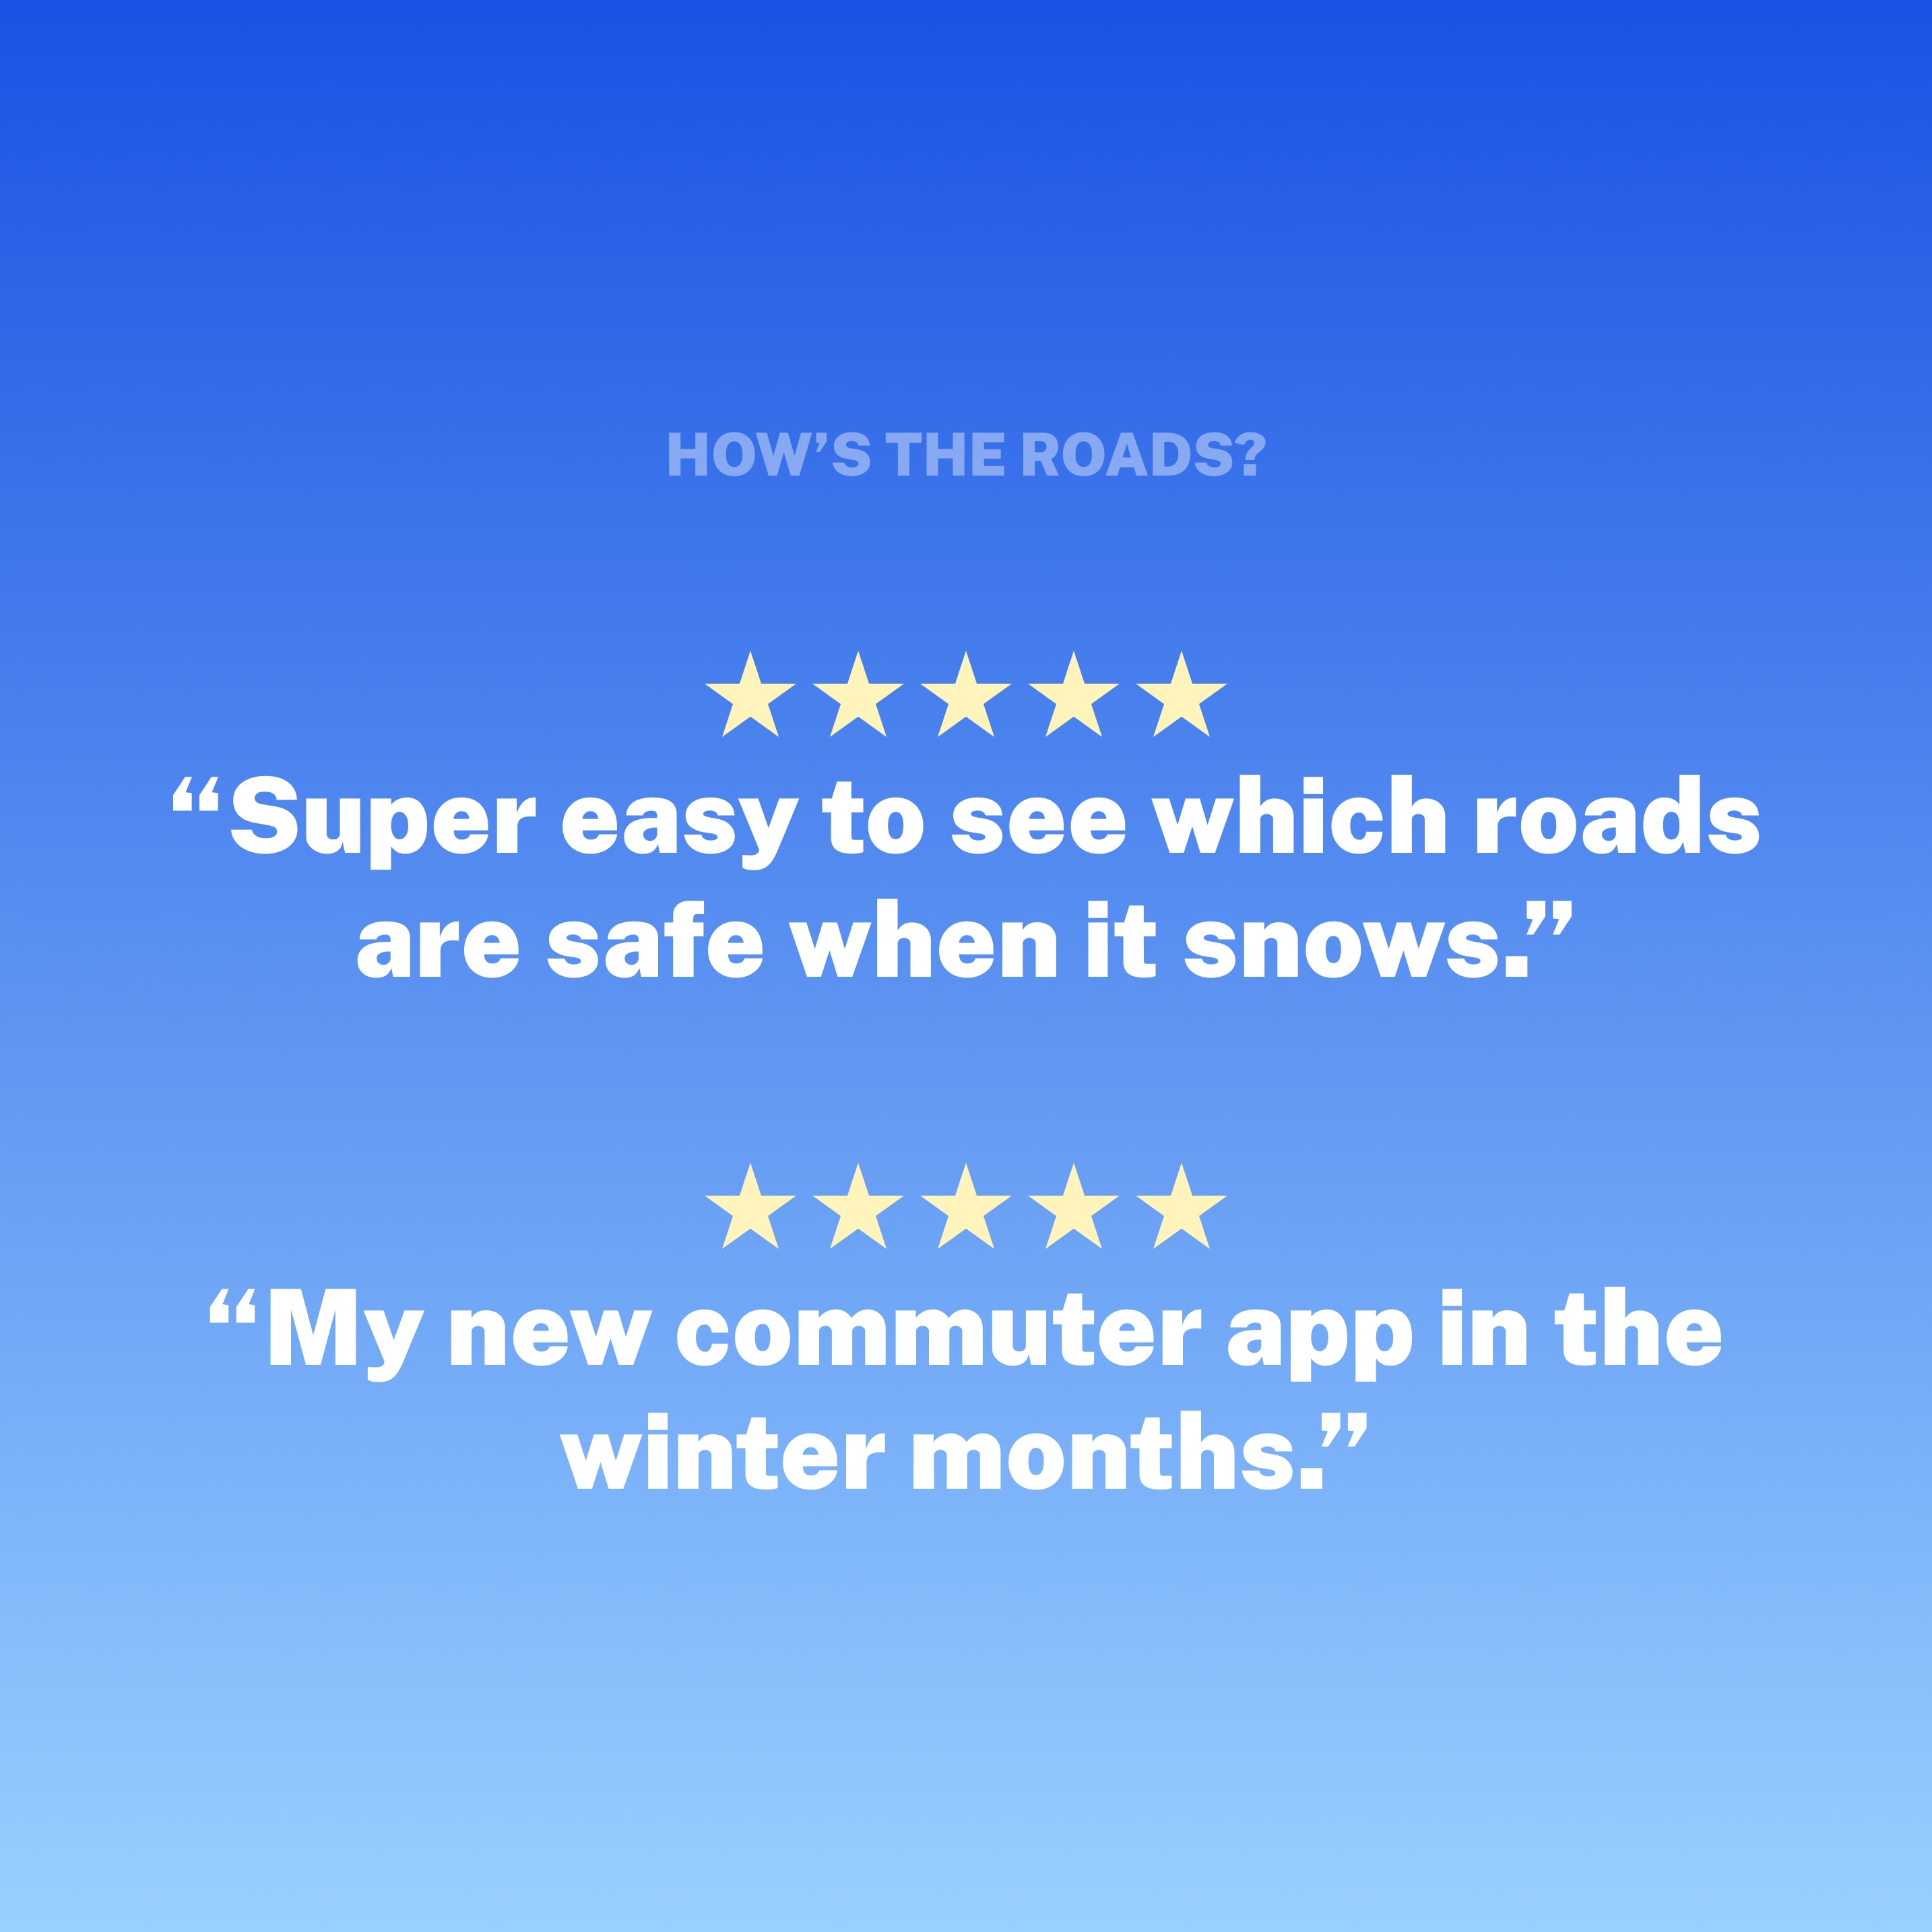 HOW’S THE ROADS?
“Super easy to see which roads
are safe when it snows.”
“My new commuter app in the
winter months.”